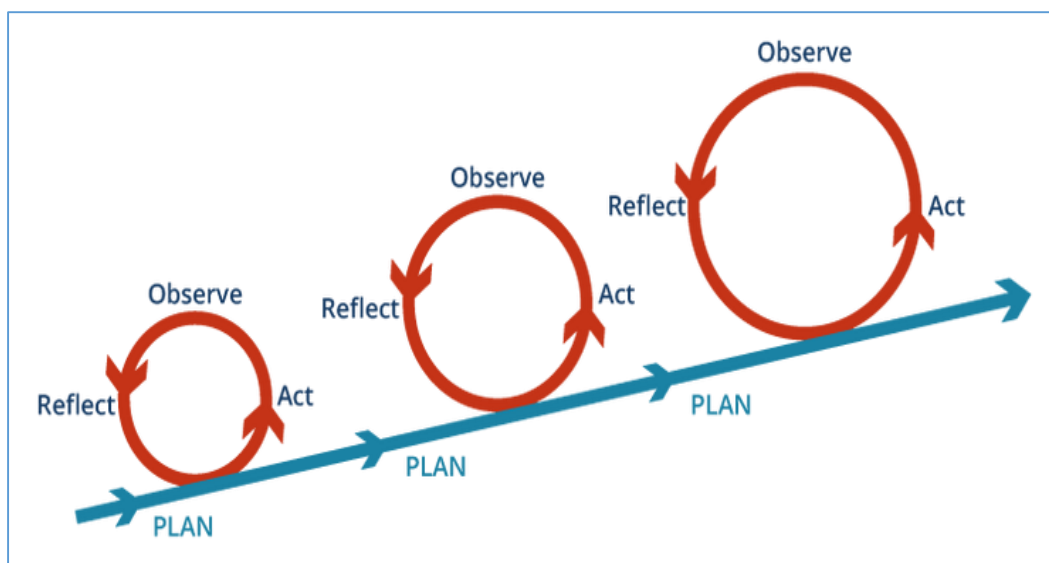 Observe
Reflect
Act
PLAN
Observe
Reflect
Act
PLAN
Observe
Reflect
Act
PLAN